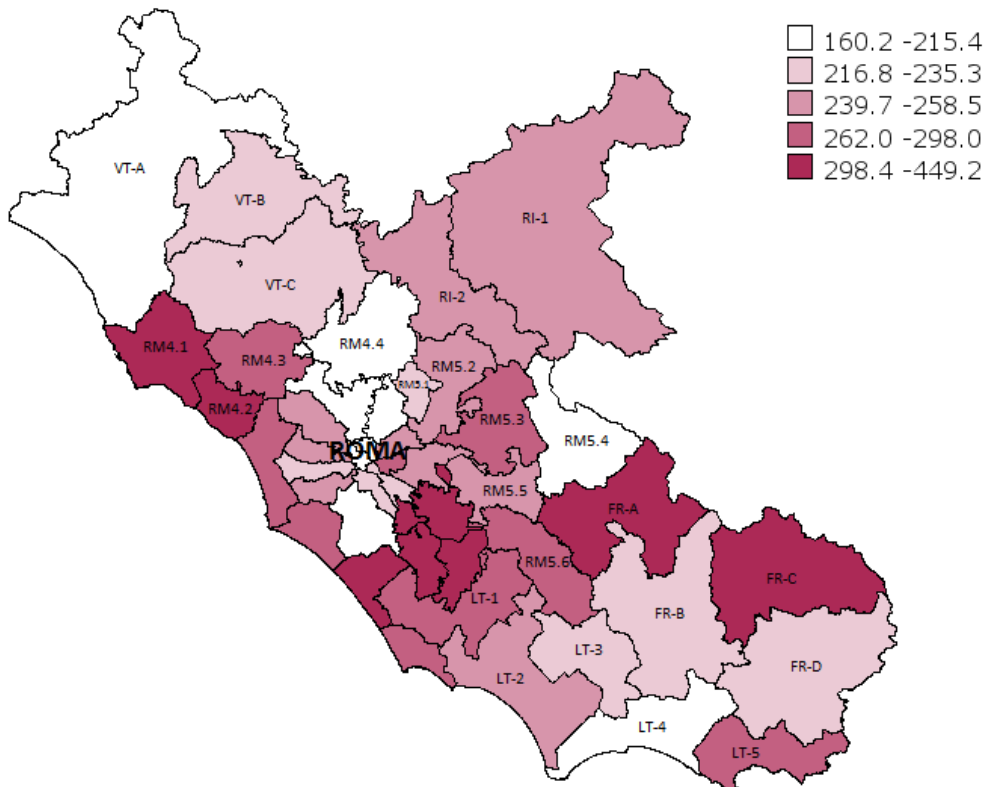 160.2 -215.4
216.8 -235.3
239.7 -258.5
262.0 -298.0
298.4 -449.2
VT-A
VT-B
RI-1
VT-C
RI-2
RM4.1
RM4.3
RM4.4
RM5.2
RM5.1
RM4.2
RM5.3
RM5.4
ROMA
RM5.5
FR-A
RM5.6
FR-C
LT-1
FR-B
LT-3
FR-D
LT-2
LT-4
LT-5